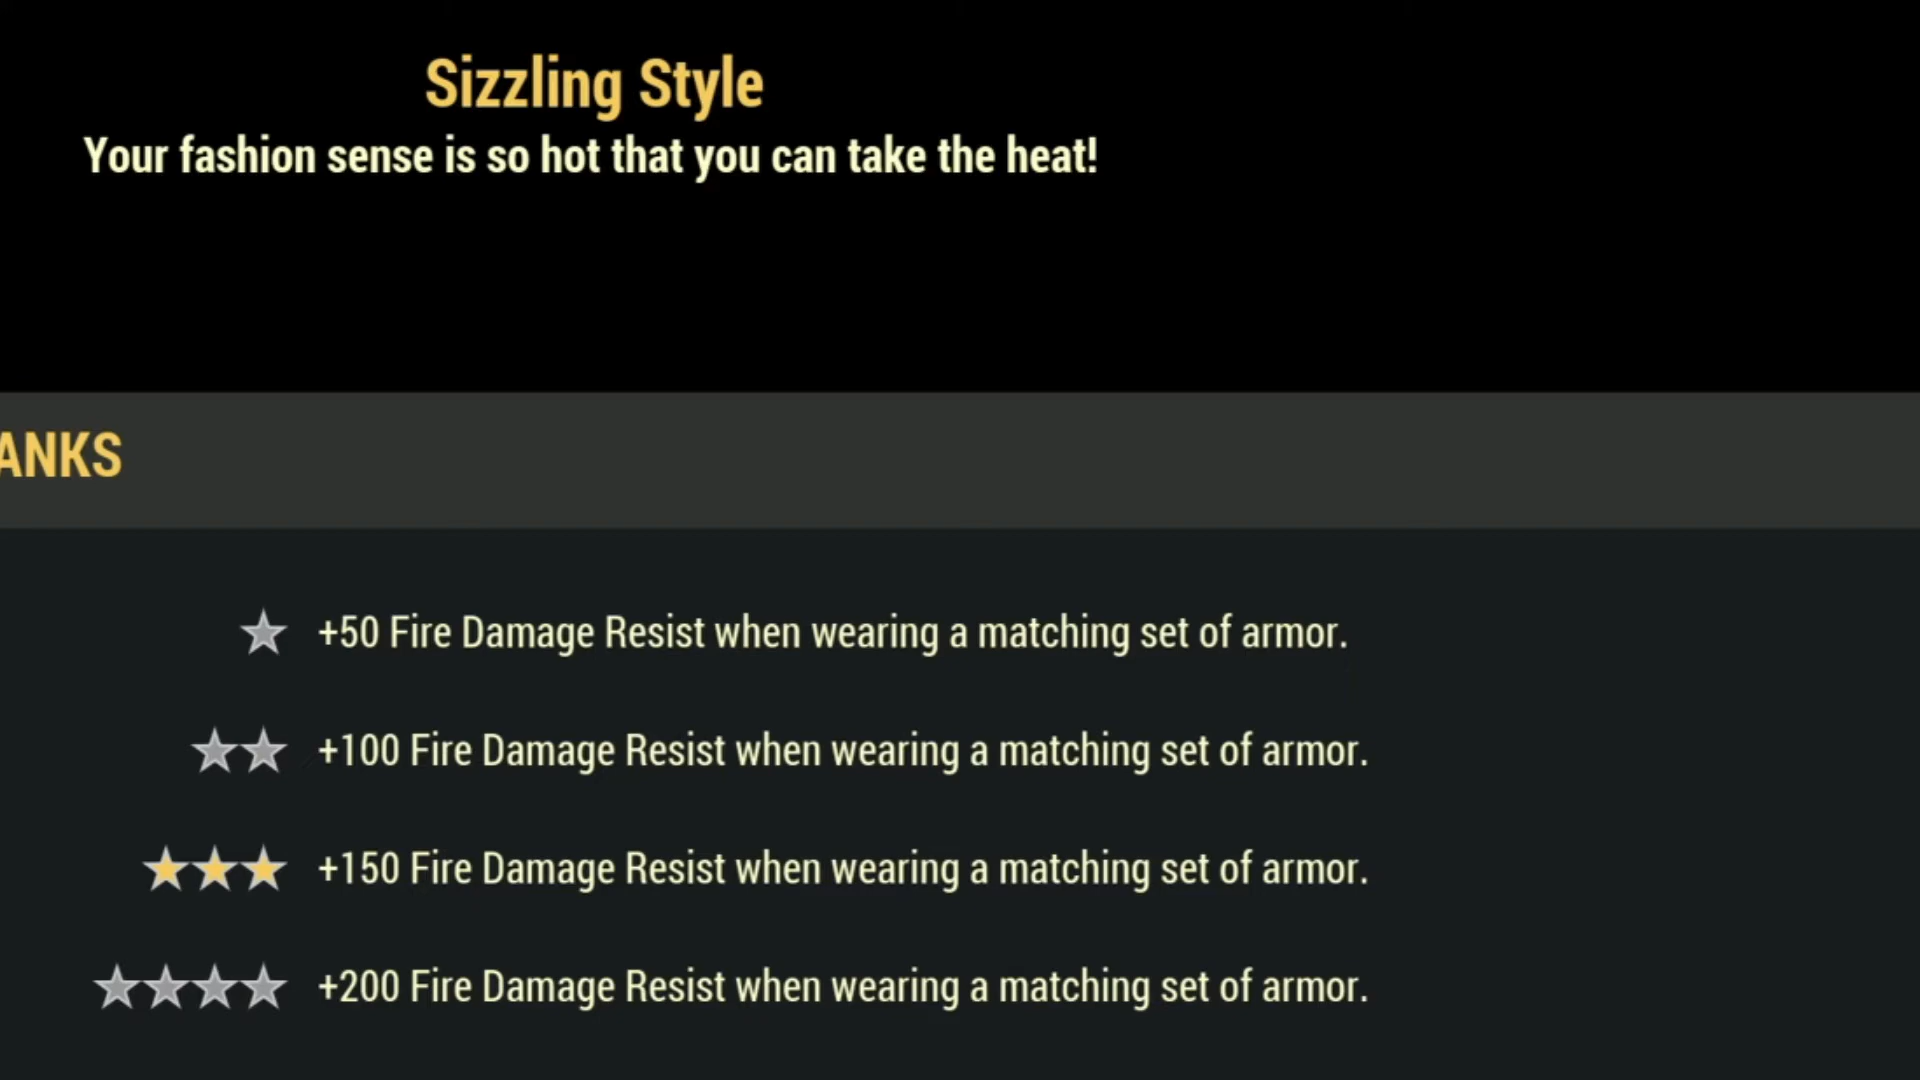 Sizzling Style
Your fashion sense is so hot that you can take the heat!
ANKS
+50 Fire Damage Resist when wearing a matching set of armor.
+100 Fire Damage Resist when wearing a matching set of armor.
+150 Fire Damage Resist when wearing a matching set of armor.
+200 Fire Damage Resist when wearing a matching set of armor.